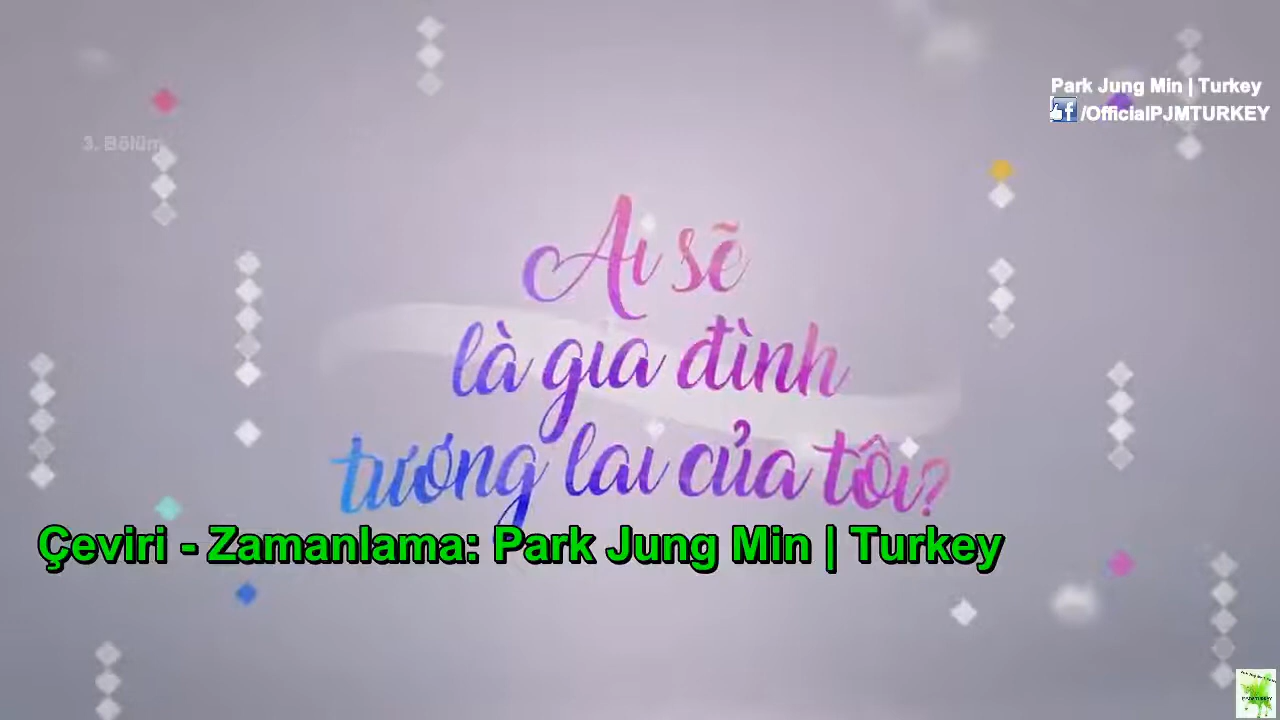 Park Jung Min | Turkey
/OfficialPJMTURKEY
3. Bölüm
Ai sẽ
là gia đình
tương lai của tôi?
Çeviri - Zamanlama: Park Jung Min | Turkey